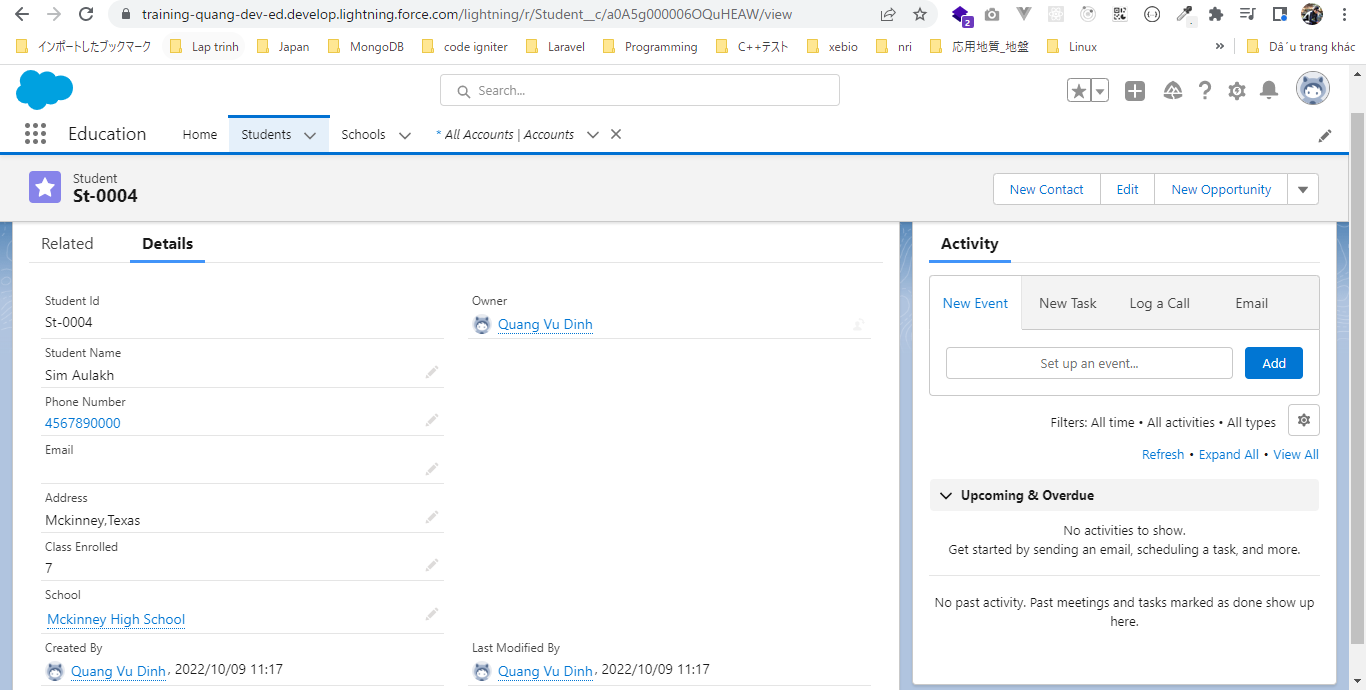 training-quang-dev-ed.develop.lightning.force.com/lightning/r/Student__c/a0A5g000006OQuHEAW/view
2
インポートしたブックマーク Lap trinh Japan MongoDB code igniter Laravel Programming C++テスト xebio nri 応用地質_地盤 Linux » Dấu trang khác
Search...
Education Home Students Schools * All Accounts | Accounts
Student
St-0004
New Contact Edit New Opportunity
Related Details
Student Id
St-0004
Owner
Quang Vu Dinh
Student Name
Sim Aulakh
Phone Number
4567890000
Email
Address
Mckinney,Texas
Class Enrolled
7
School
Mckinney High School
Created By
Quang Vu Dinh, 2022/10/09 11:17
Last Modified By
Quang Vu Dinh, 2022/10/09 11:17
Activity
New Event New Task Log a Call Email
Set up an event... Add
Filters: All time • All activities • All types
Refresh • Expand All • View All
Upcoming & Overdue
No activities to show.
Get started by sending an email, scheduling a task, and more.
No past activity. Past meetings and tasks marked as done show up
here.